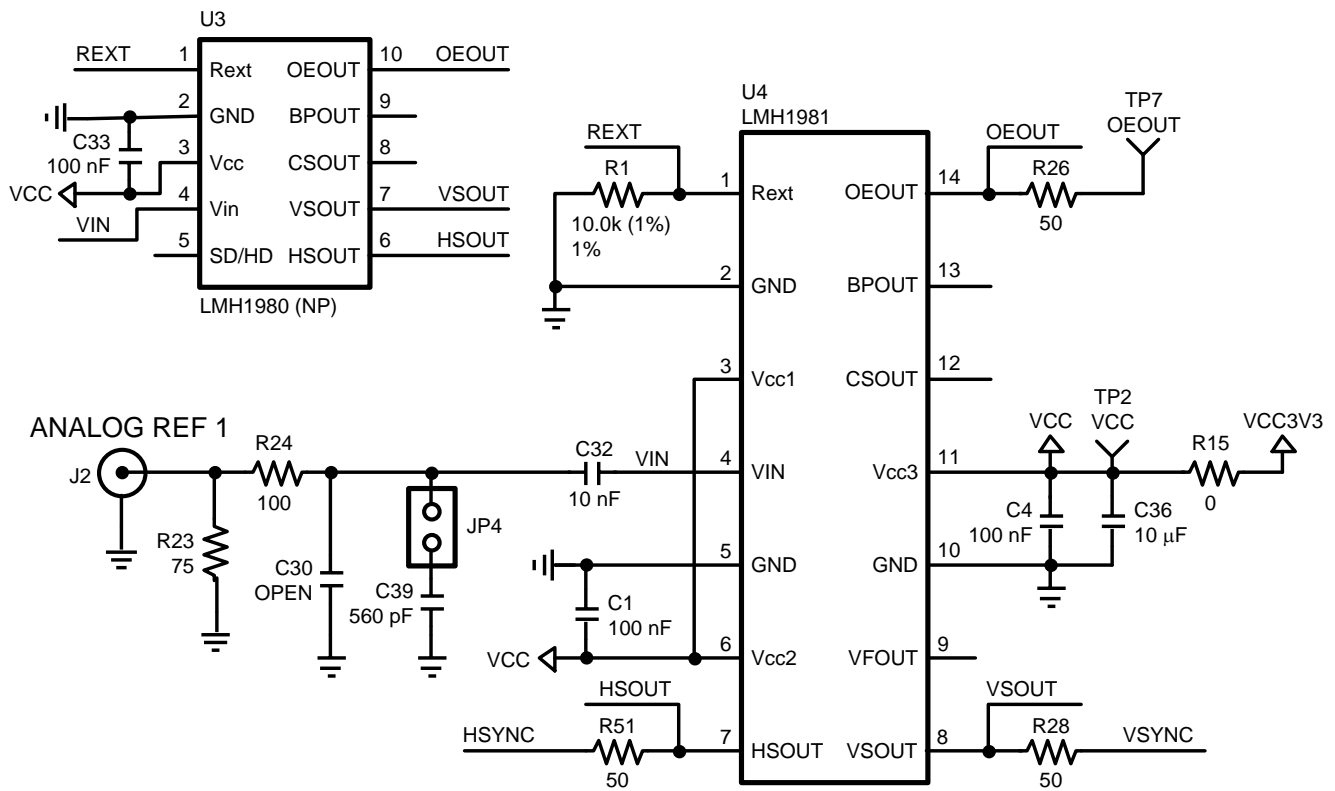 U3
REXT
1
10
OEOUT
Rext
OEOUT
2
9
GND
BPOUT
C33
100 nF
3
8
Vcc
CSOUT
VCC
4
7
VSOUT
Vin
VSOUT
VIN
5
6
HSOUT
SD/HD
HSOUT
LMH1980 (NP)
U4
LMH1981
REXT
R1
10.0k (1%)
1%
1
Rext
OEOUT
14
OEOUT
R26
50
TP7
OEOUT
2
GND
BPOUT
13
3
Vcc1
CSOUT
12
ANALOG REF 1
J2
R24
100
R23
75
C30
OPEN
JP4
C39
560 pF
C32
10 nF
VIN
4
VIN
Vcc3
11
VCC
TP2
VCC
R15
0
VCC3V3
C4
100 nF
C36
10 μF
5
GND
GND
10
C1
100 nF
VCC
6
Vcc2
VFOUT
9
HSOUT
HSYNC
R51
50
7
HSOUT
VSOUT
8
VSOUT
R28
50
VSYNC